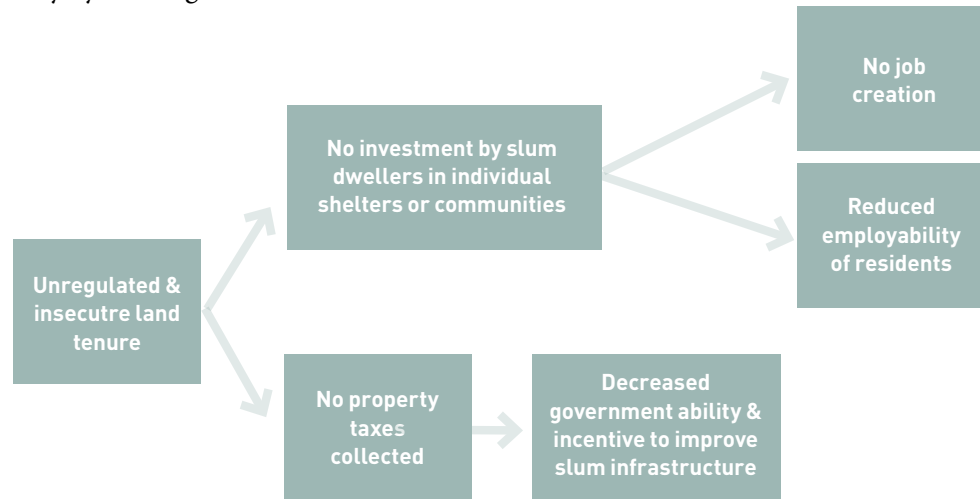 No job
creation
No investment by slum
dwellers in individual
shelters or communities
Reduced
employability
of residents
Unregulated &
insecutre land
tenure
No property
taxes
collected
Decreased
government ability &
incentive to improve
slum infrastructure